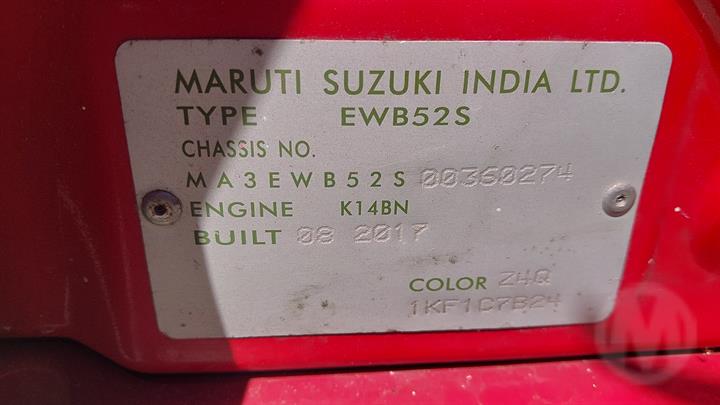 MARUTI SUZUKI INDIA LTD.
TYPE EWB52S
CHASSIS NO.
MA3EWB52S 00360274
ENGINE K14BN
BUILT 08 2017
COLOR Z4Q
1KF1C7B24
M